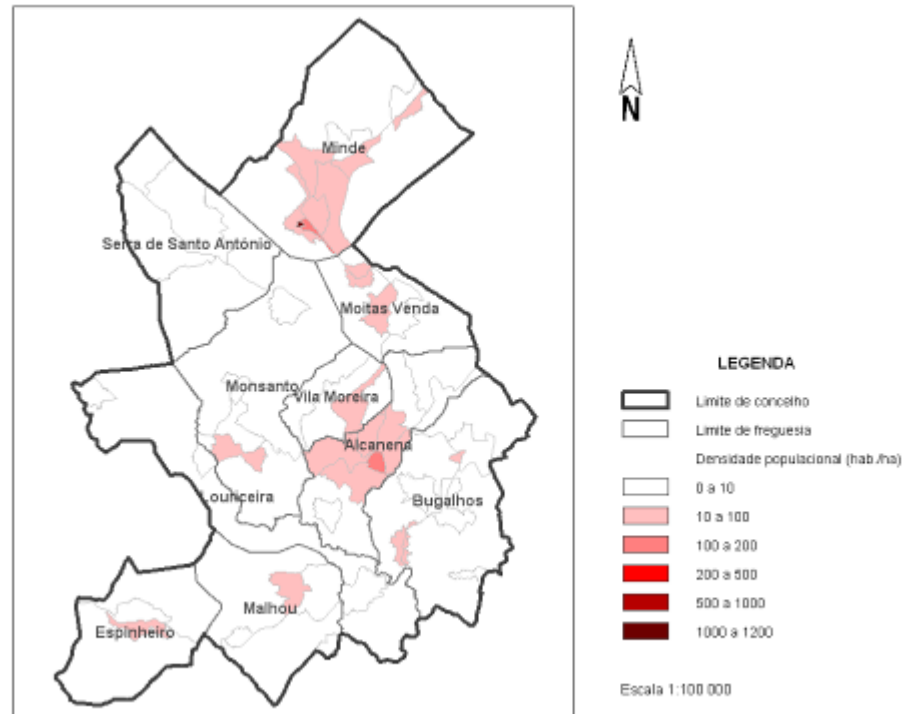 N
Minde
Serra de Santo António
Moitas Venda
Monsanto
Vila Moreira
Alcanena
Louriceira
Bugalhos
Malhou
Espinheiro
LEGENDA
Limite de concelho
Limite de freguesia
Densidade populacional (hab./ha)
0 a 10
10 a 100
100 a 200
200 a 500
500 a 1000
1000 a 1200
Escala 1:100 000